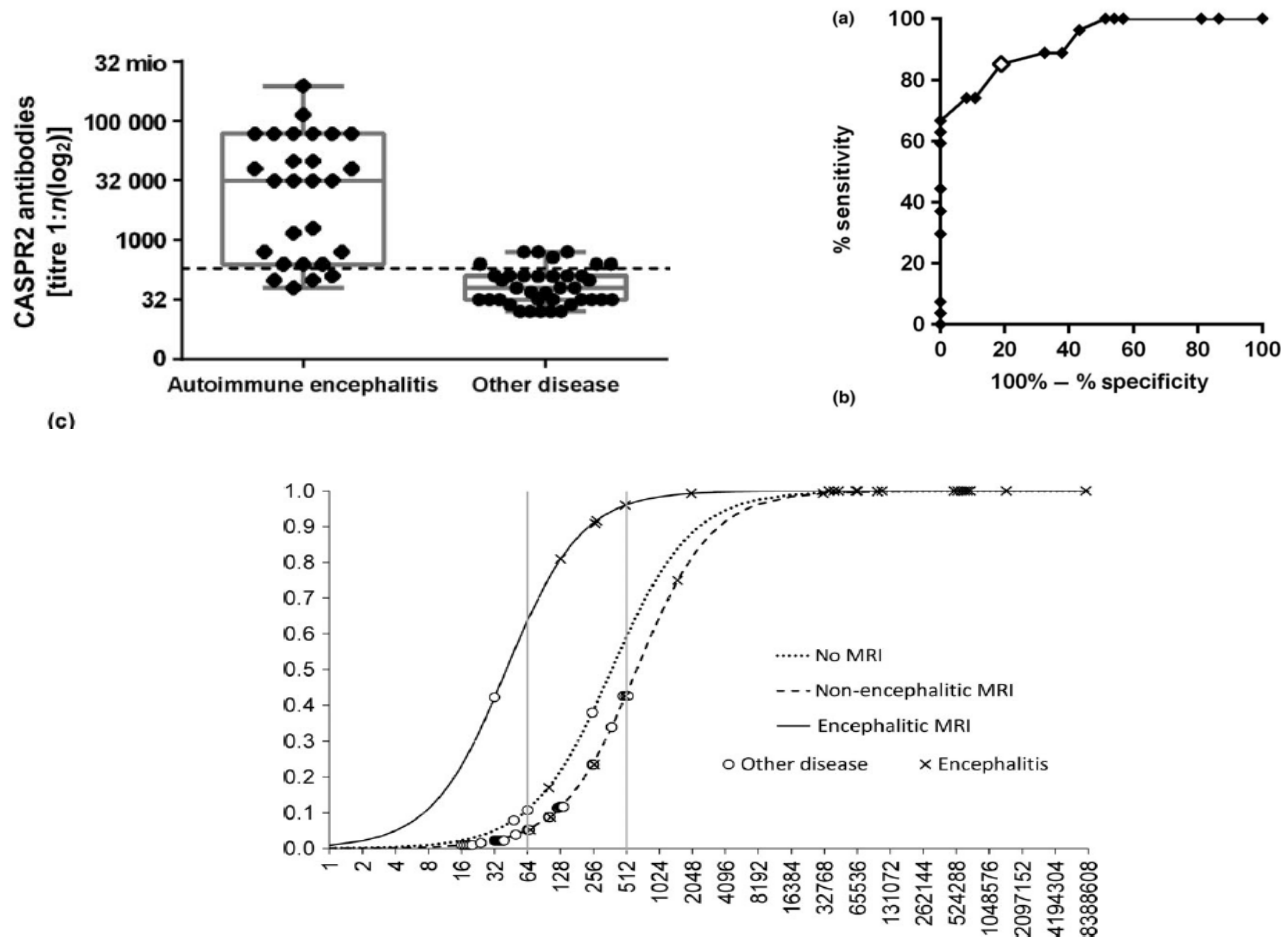 (a)
32 mio
100 000
32 000
1000
32
0
CASPR2 antibodies
[titre 1:n(log2)]
Autoimmune encephalitis
Other disease
(c)
100
80
60
40
20
0
% sensitivity
0 20 40 60 80 100
100% – % specificity
(b)
1.0
0.9
0.8
0.7
0.6
0.5
0.4
0.3
0.2
0.1
0.0
No MRI
Non-encephalitic MRI
Encephalitic MRI
Other disease
Encephalitis
1
2
4
8
16
32
64
128
256
512
1024
2048
4096
8192
16384
32768
65536
131072
262144
524288
1048576
2097152
4194304
8388608